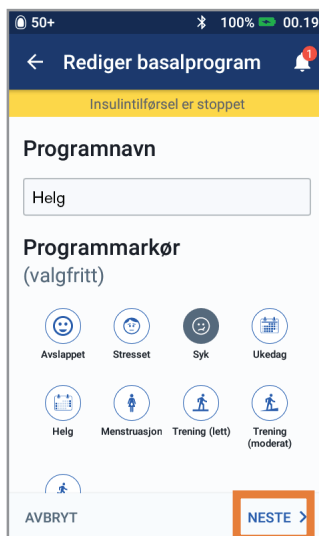 50+ 100% 00.19
Rediger basalprogram 1
Insulintilførsel er stoppet
Programnavn
Helg
Programmarkør
(valgfritt)
Avslappet Stresset Syk Ukedag
Helg Menstruasjon Trening (lett) Trening
(moderat)
AVBRYT NESTE